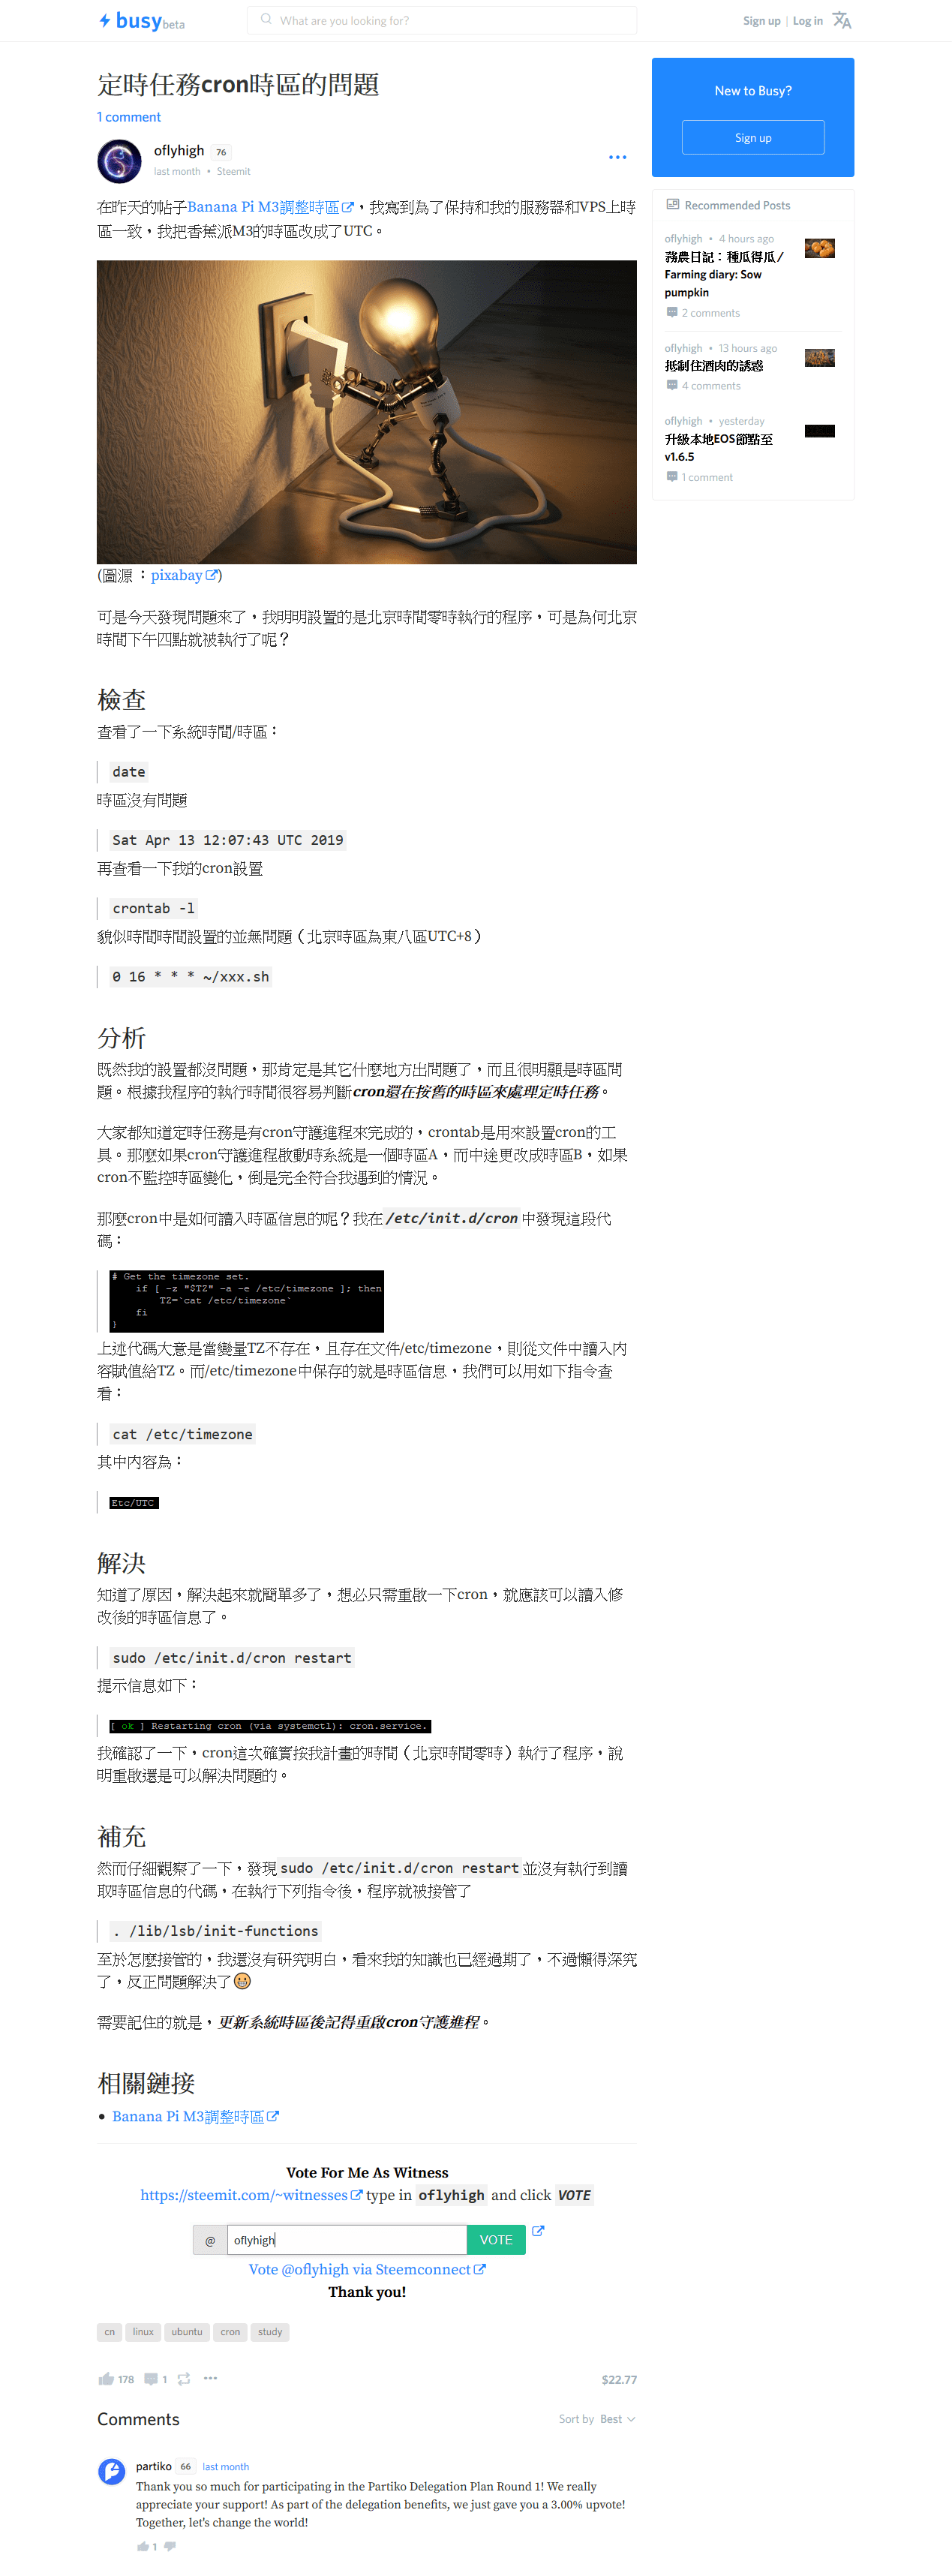 busy beta
What are you looking for?
Sign up | Log in
定時任務cron時區的問題
1 comment
oflyhigh 76
last month • Steemit
在昨天的帖子Banana Pi M3調整時區，我寫到為了保持和我的服務器和VPS上時
區一致，我把香蕉派M3的時區改成了UTC。
(圖源 ：pixabay)
可是今天發現問題來了，我明明設置的是北京時間零時執行的程序，可是為何北京
時間下午四點就被執行了呢？
檢查
查看了一下系統時間/時區：
date
時區沒有問題
Sat Apr 13 12:07:43 UTC 2019
再查看一下我的cron設置
crontab -l
貌似時間時間設置的並無問題（北京時區為東八區UTC+8）
0 16 * * * ~/xxx.sh
分析
既然我的設置都沒問題，那肯定是其它什麼地方出問題了，而且很明顯是時區問
題。根據我程序的執行時間很容易判斷cron還在按舊的時區來處理定時任務。
大家都知道定時任務是有cron守護進程來完成的，crontab是用來設置cron的工
具。那麼如果cron守護進程啟動時系統是一個時區A，而中途更改成時區B，如果
cron不監控時區變化，倒是完全符合我遇到的情況。
那麼cron中是如何讀入時區信息的呢？我在/etc/init.d/cron中發現這段代
碼：
# Get the timezone set.
if [ -z "$TZ" -a -e /etc/timezone ]; then
TZ=`cat /etc/timezone`
fi
}
上述代碼大意是當變量TZ不存在，且存在文件/etc/timezone，則從文件中讀入内
容賦值給TZ。而/etc/timezone中保存的就是時區信息，我們可以用如下指令查
看：
cat /etc/timezone
其中内容為：
Etc/UTC
解決
知道了原因，解決起來就簡單多了，想必只需重啟一下cron，就應該可以讀入修
改後的時區信息了。
sudo /etc/init.d/cron restart
提示信息如下：
[ ok ] Restarting cron (via systemctl): cron.service.
我確認了一下，cron這次確實按我計畫的時間（北京時間零時）執行了程序，說
明重啟還是可以解決問題的。
補充
然而仔細觀察了一下，發現sudo /etc/init.d/cron restart並沒有執行到讀
取時區信息的代碼，在執行下列指令後，程序就被接管了
. /lib/lsb/init-functions
至於怎麼接管的，我還沒有研究明白，看來我的知識也已經過期了，不過懶得深究
了，反正問題解決了😀
需要記住的就是，更新系統時區後記得重啟cron守護進程。
相關鏈接
• Banana Pi M3調整時區
Vote For Me As Witness
https://steemit.com/~witnesses type in oflyhigh and click VOTE
@ oflyhigh VOTE
Vote @oflyhigh via Steemconnect
Thank you!
cn linux ubuntu cron study
178 1 $22.77
Comments
Sort by Best
partiko 66 last month
Thank you so much for participating in the Partiko Delegation Plan Round 1! We really
appreciate your support! As part of the delegation benefits, we just gave you a 3.00% upvote!
Together, let's change the world!
1
New to Busy?
Sign up
Recommended Posts
oflyhigh • 4 hours ago
務農日記：種瓜得瓜 /
Farming diary: Sow
pumpkin
2 comments
oflyhigh • 13 hours ago
抵制住酒肉的誘惑
4 comments
oflyhigh • yesterday
升級本地EOS節點至
v1.6.5
1 comment